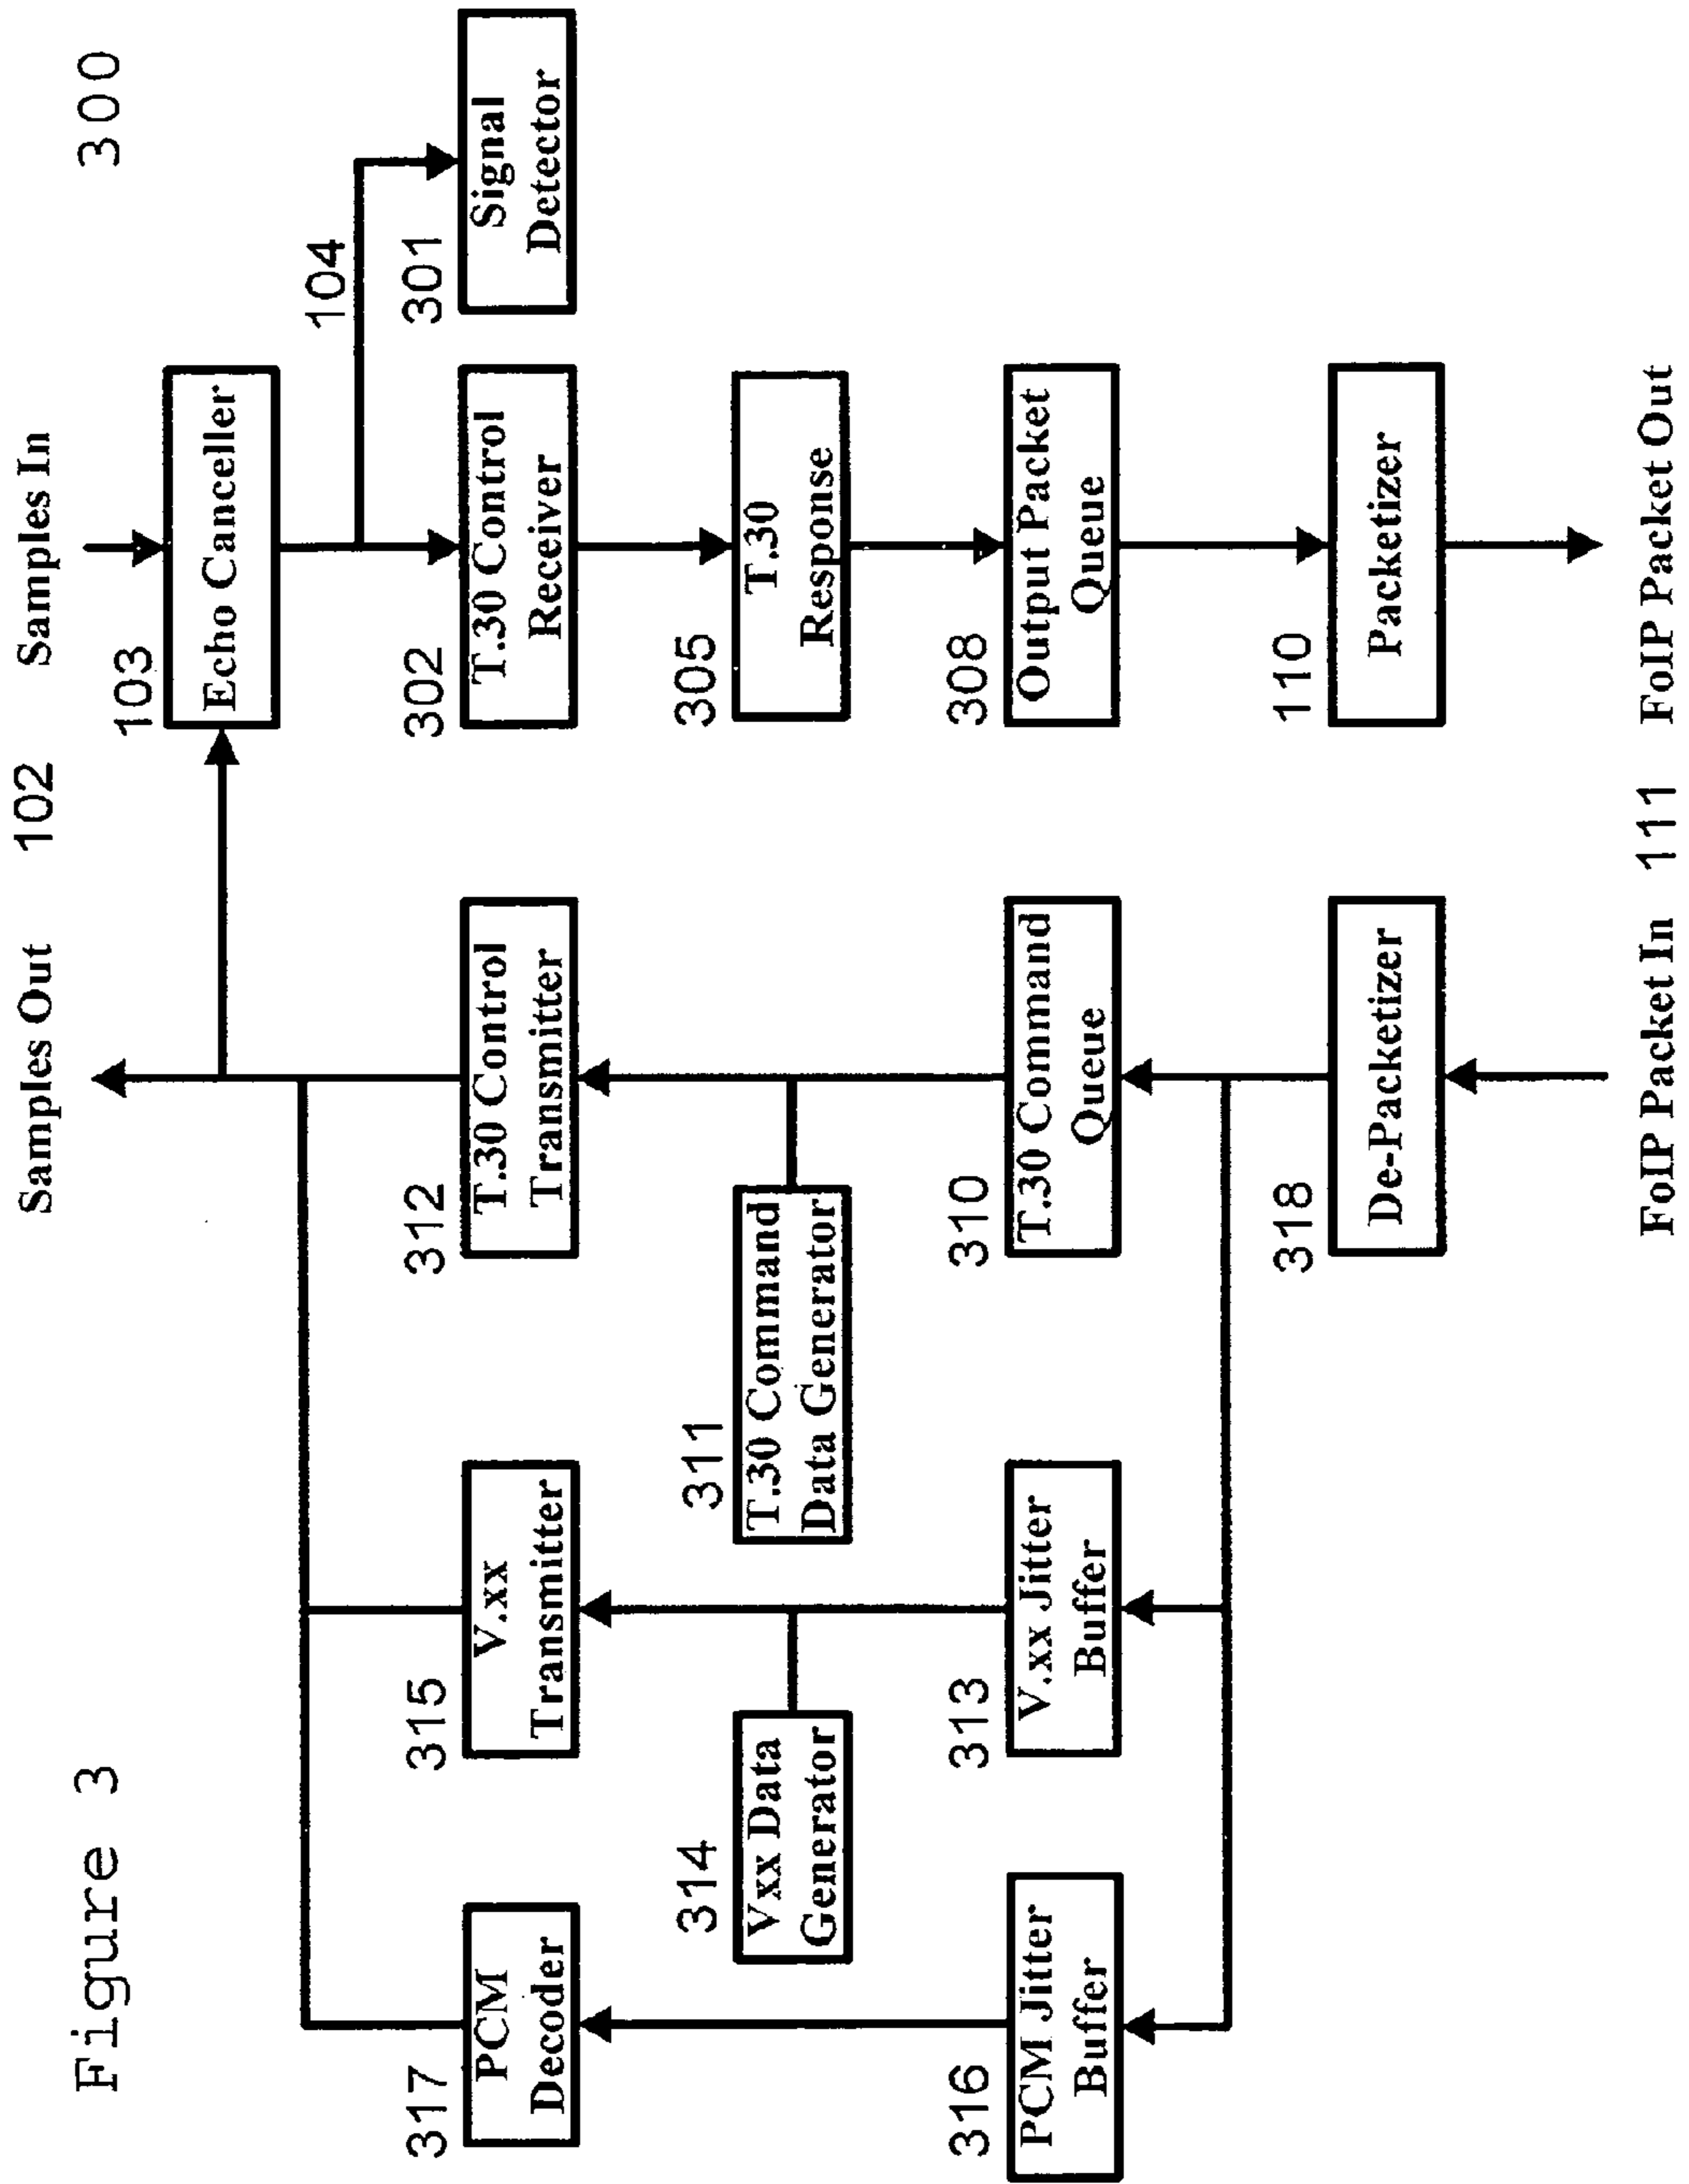 Figure 3
300
Samples Out
102
Samples In
103
Echo Canceller
104
317
PCM
Decoder
315
V.xx
Transmitter
312
T.30 Control
Transmitter
302
T.30 Control
Receiver
301
Signal
Detector
314
Vxx Data
Generator
311
T.30 Command
Data Generator
305
T.30
Response
316
PCM Jitter
Buffer
313
V.xx Jitter
Buffer
310
T.30 Command
Queue
308
Output Packet
Queue
318
De-Packetizer
110
Packetizer
FoIP Packet In
111
FoIP Packet Out